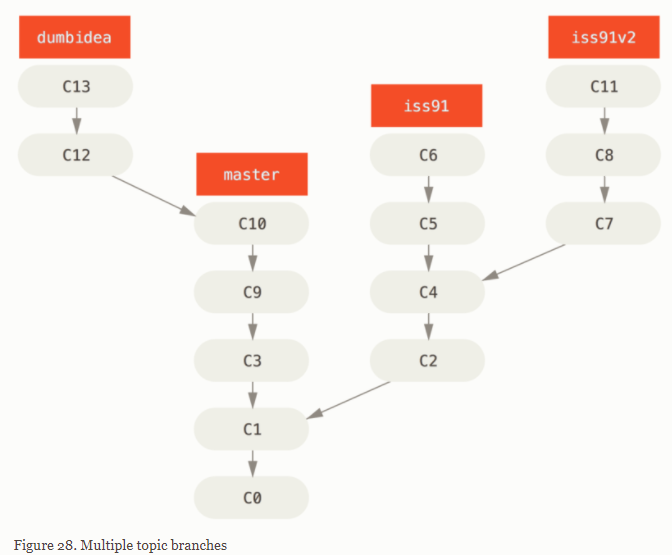 dumbidea
iss91v2
C13
C11
iss91
C12
C6
C8
master
C10
C5
C7
C9
C4
C3
C2
C1
C0
Figure 28. Multiple topic branches